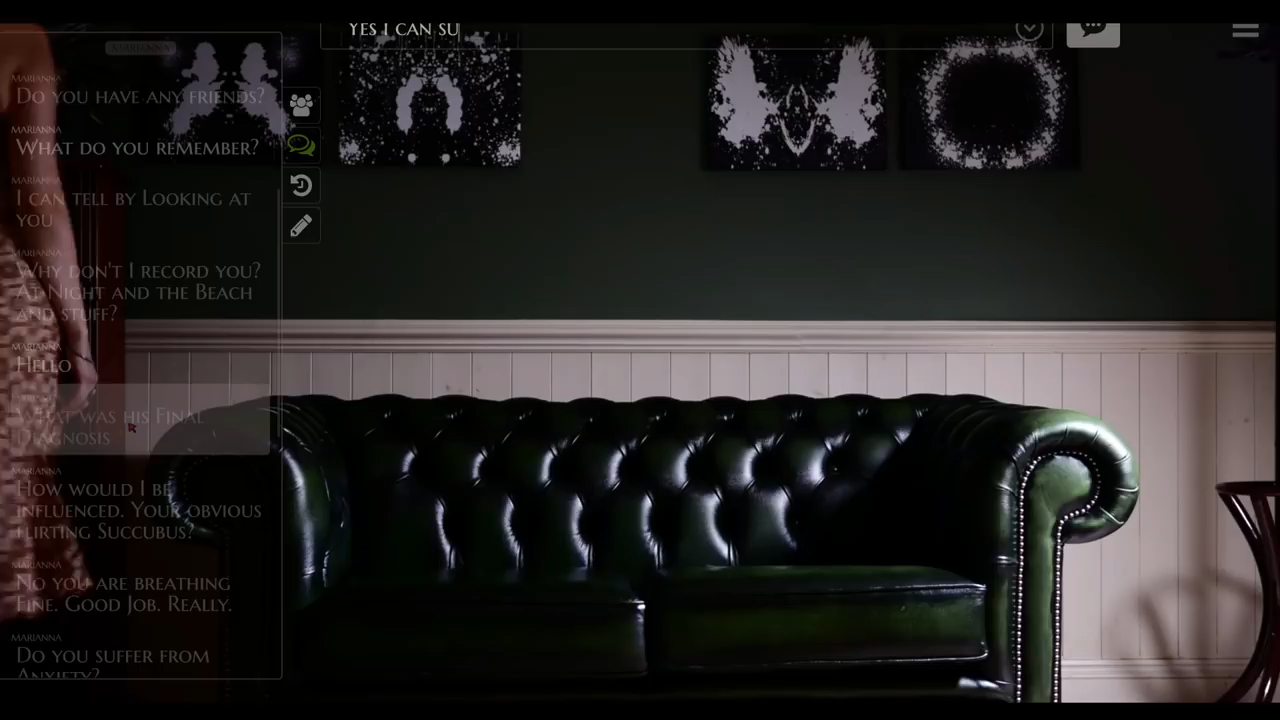 YES I CAN SU
MARIANNA
MARIANNA
DO YOU HAVE ANY FRIENDS?
MARIANNA
WHAT DO YOU REMEMBER?
MARIANNA
I CAN TELL BY LOOKING AT
YOU
MARIANNA
WHY DON'T I RECORD YOU?
AT NIGHT AND THE BEACH
AND STUFF?
MARIANNA
HELLO
WHAT WAS HIS FINAL
DIAGNOSIS
MARIANNA
HOW WOULD I BE
INFLUENCED. YOUR OBVIOUS
FLIRTING SUCCUBUS?
MARIANNA
NO YOU ARE BREATHING
FINE. GOOD JOB. REALLY.
MARIANNA
DO YOU SUFFER FROM
ANXIETY?